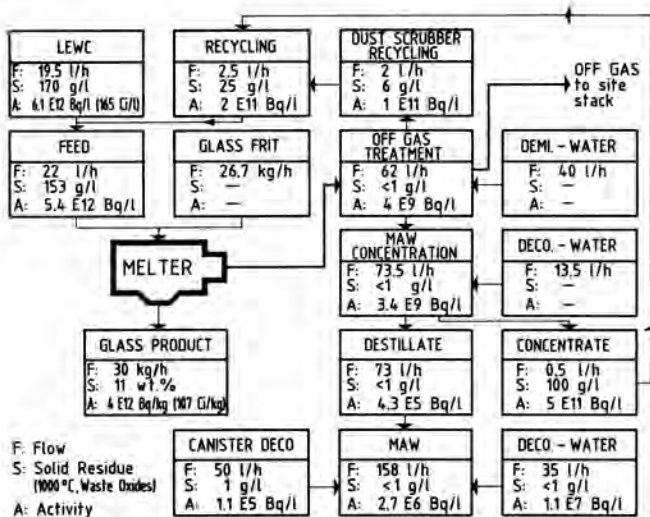 LEWC
F: 19.5 l/h
S: 170 g/l
A: 6.1 E12 Bq/l (165 Ci/l)
RECYCLING
F: 2.5 l/h
S: 25 g/l
A: 2 E11 Bq/l
DUST SCRUBBER
RECYCLING
F: 2 l/h
S: 6 g/l
A: 1 E11 Bq/l
OFF GAS
to site
stack
FEED
F: 22 l/h
S: 153 g/l
A: 5.4 E12 Bq/l
GLASS FRIT
F: 26.7 kg/h
S: —
A: —
OFF GAS
TREATMENT
F: 62 l/h
S: <1 g/l
A: 4 E9 Bq/l
DEMI.-WATER
F: 40 l/h
S: —
A: —
MELTER
MAW
CONCENTRATION
F: 73.5 l/h
S: <1 g/l
A: 3.4 E9 Bq/l
DECO.-WATER
F: 13.5 l/h
S: —
A: —
GLASS PRODUCT
F: 30 kg/h
S: 11 wt.%
A: 4 E12 Bq/kg (107 Ci/kg)
DESTILLATE
F: 73 l/h
S: <1 g/l
A: 4.3 E5 Bq/l
CONCENTRATE
F: 0.5 l/h
S: 100 g/l
A: 5 E11 Bq/l
F: Flow
S: Solid Residue
(1000°C, Waste Oxides)
A: Activity
CANISTER DECO
F: 50 l/h
S: 1 g/l
A: 1.1 E5 Bq/l
MAW
F: 158 l/h
S: <1 g/l
A: 2.7 E6 Bq/l
DECO.-WATER
F: 35 l/h
S: <1 g/l
A: 1.1 E7 Bq/l